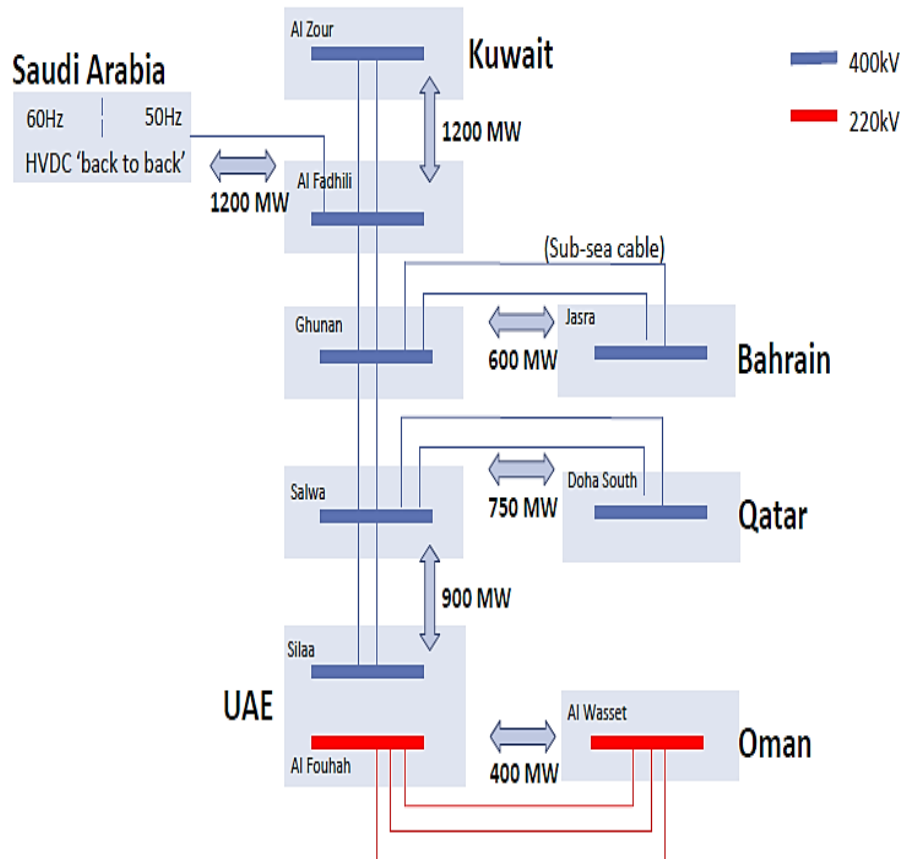 Al Zour
Kuwait
400kV
220kV
Saudi Arabia
60Hz
50Hz
HVDC ‘back to back’
1200 MW
1200 MW
Al Fadhili
(Sub-sea cable)
Ghunan
600 MW
Jasra
Bahrain
Salwa
750 MW
Doha South
Qatar
900 MW
Silaa
UAE
Al Fouhah
400 MW
Al Wasset
Oman